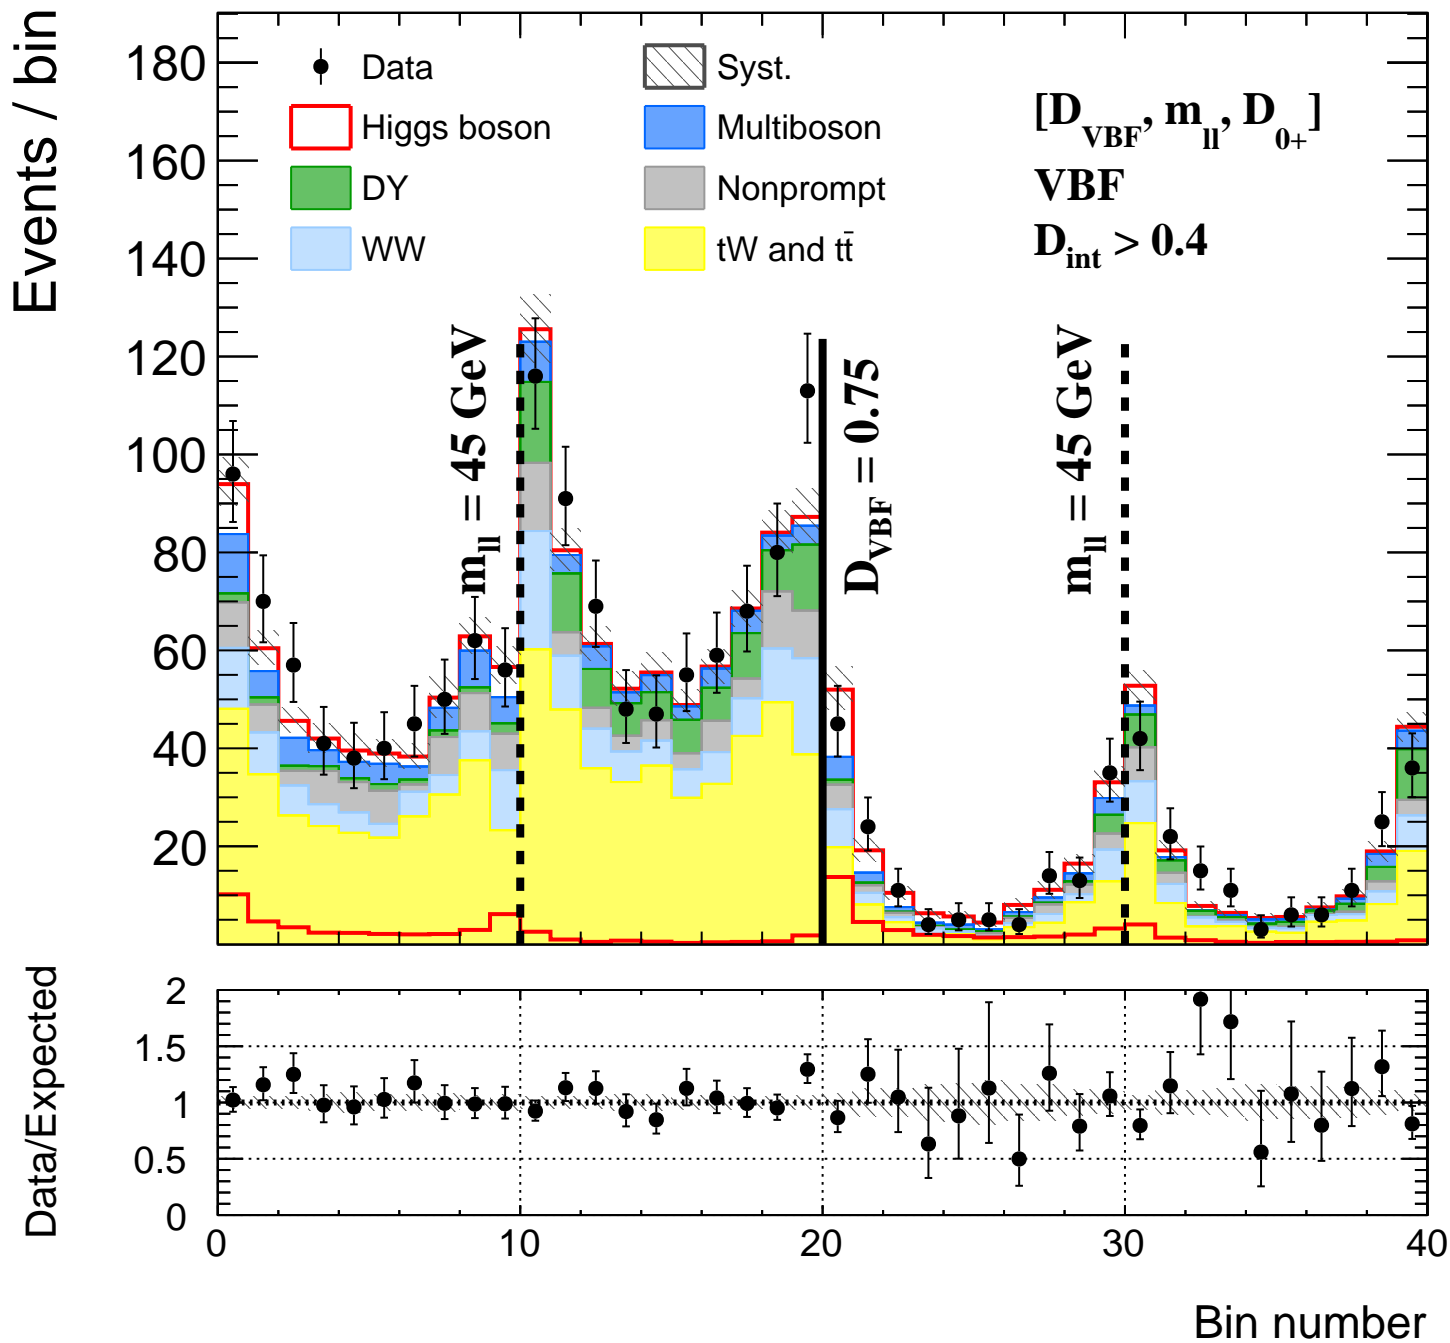 Events / bin
180
160
140
120
100
80
60
40
20
Data
Higgs boson
DY
WW
Syst.
Multiboson
Nonprompt
tW and tt̄
[D_VBF, m_ll, D_0+]
VBF
D_int > 0.4
m_ll = 45 GeV
D_VBF = 0.75
m_ll = 45 GeV
Data/Expected
2
1.5
1
0.5
0
0
10
20
30
40
Bin number